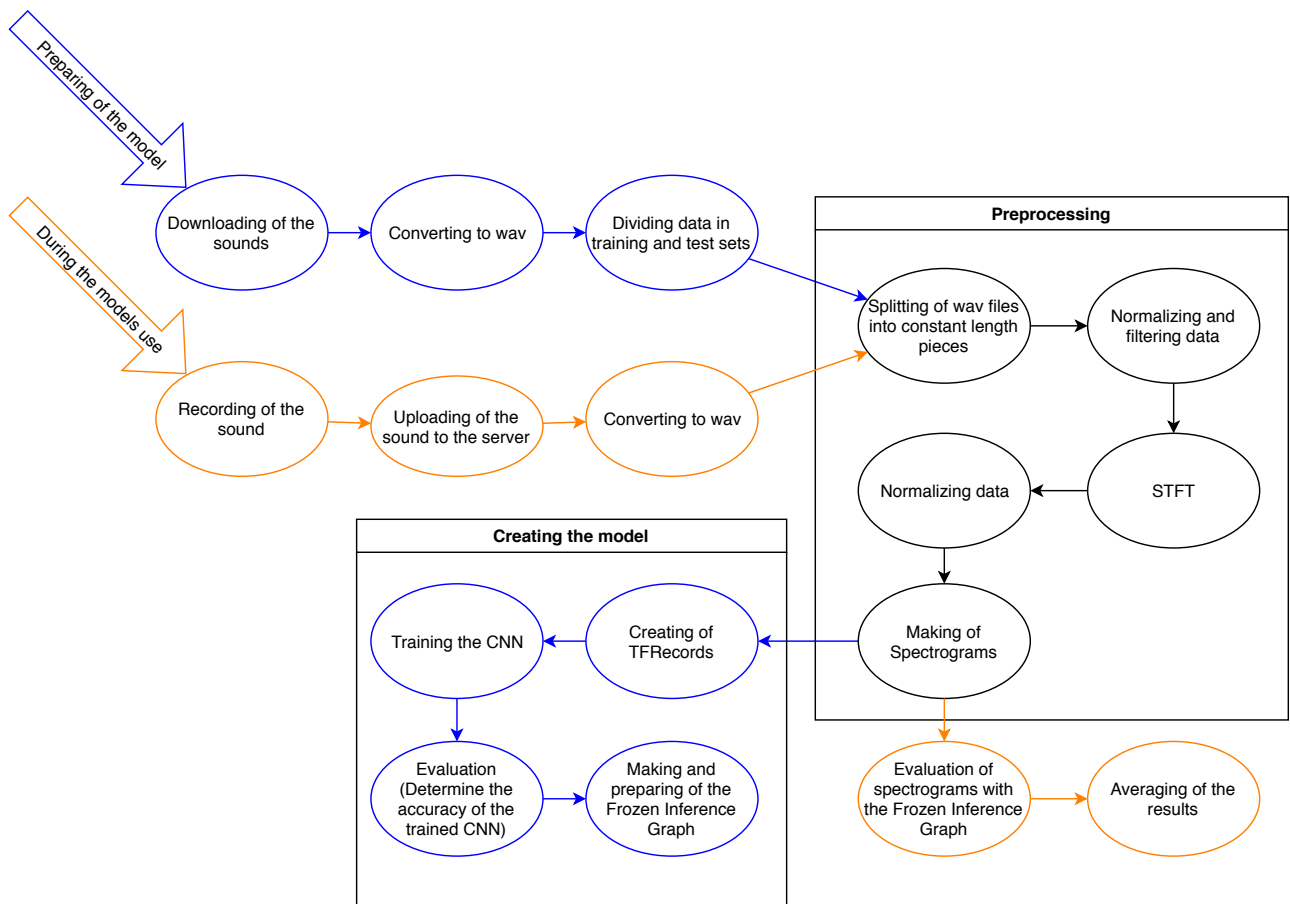 Preparing of the model
During the models use
Downloading of the
sounds
Converting to wav
Dividing data in
training and test sets
Preprocessing
Splitting of wav files
into constant length
pieces
Normalizing and
filtering data
Recording of the
sound
Uploading of the
sound to the server
Converting to wav
Normalizing data
STFT
Creating the model
Training the CNN
Creating of
TFRecords
Making of
Spectrograms
Evaluation
(Determine the
accuracy of the
trained CNN)
Making and
preparing of the
Frozen Inference
Graph
Evaluation of
spectrograms with
the Frozen Inference
Graph
Averaging of the
results